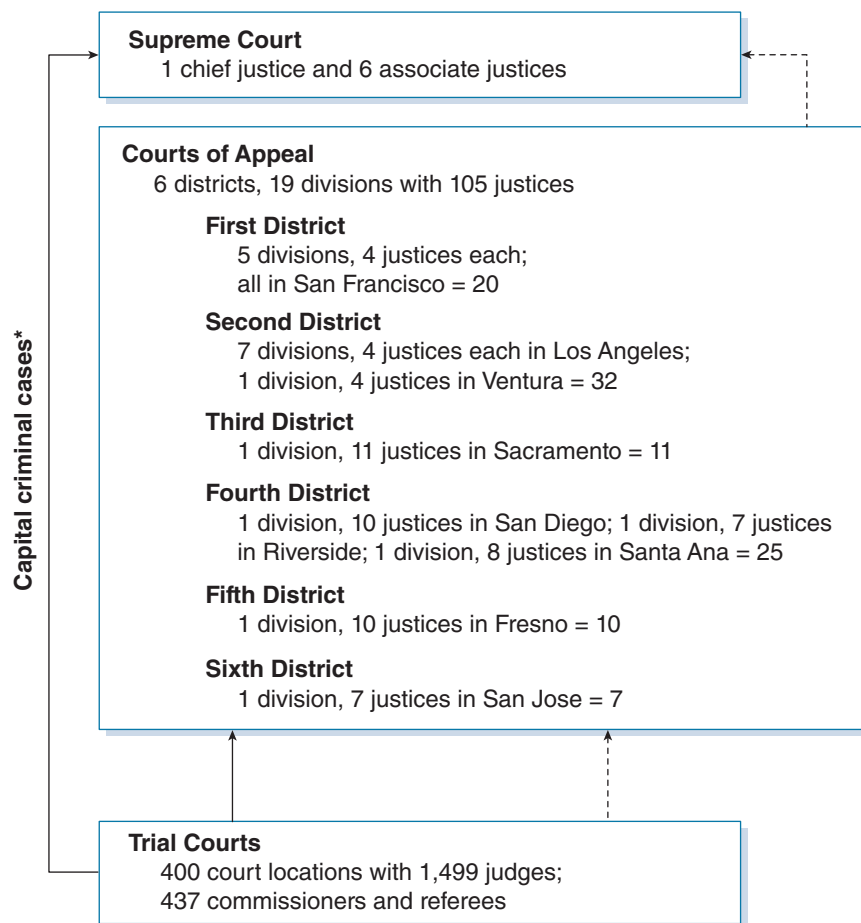 Supreme Court
1 chief justice and 6 associate justices
Courts of Appeal
6 districts, 19 divisions with 105 justices
First District
5 divisions, 4 justices each;
all in San Francisco = 20
Second District
7 divisions, 4 justices each in Los Angeles;
1 division, 4 justices in Ventura = 32
Third District
1 division, 11 justices in Sacramento = 11
Fourth District
1 division, 10 justices in San Diego; 1 division, 7 justices
in Riverside; 1 division, 8 justices in Santa Ana = 25
Fifth District
1 division, 10 justices in Fresno = 10
Sixth District
1 division, 7 justices in San Jose = 7
Capital criminal cases*
Trial Courts
400 court locations with 1,499 judges;
437 commissioners and referees